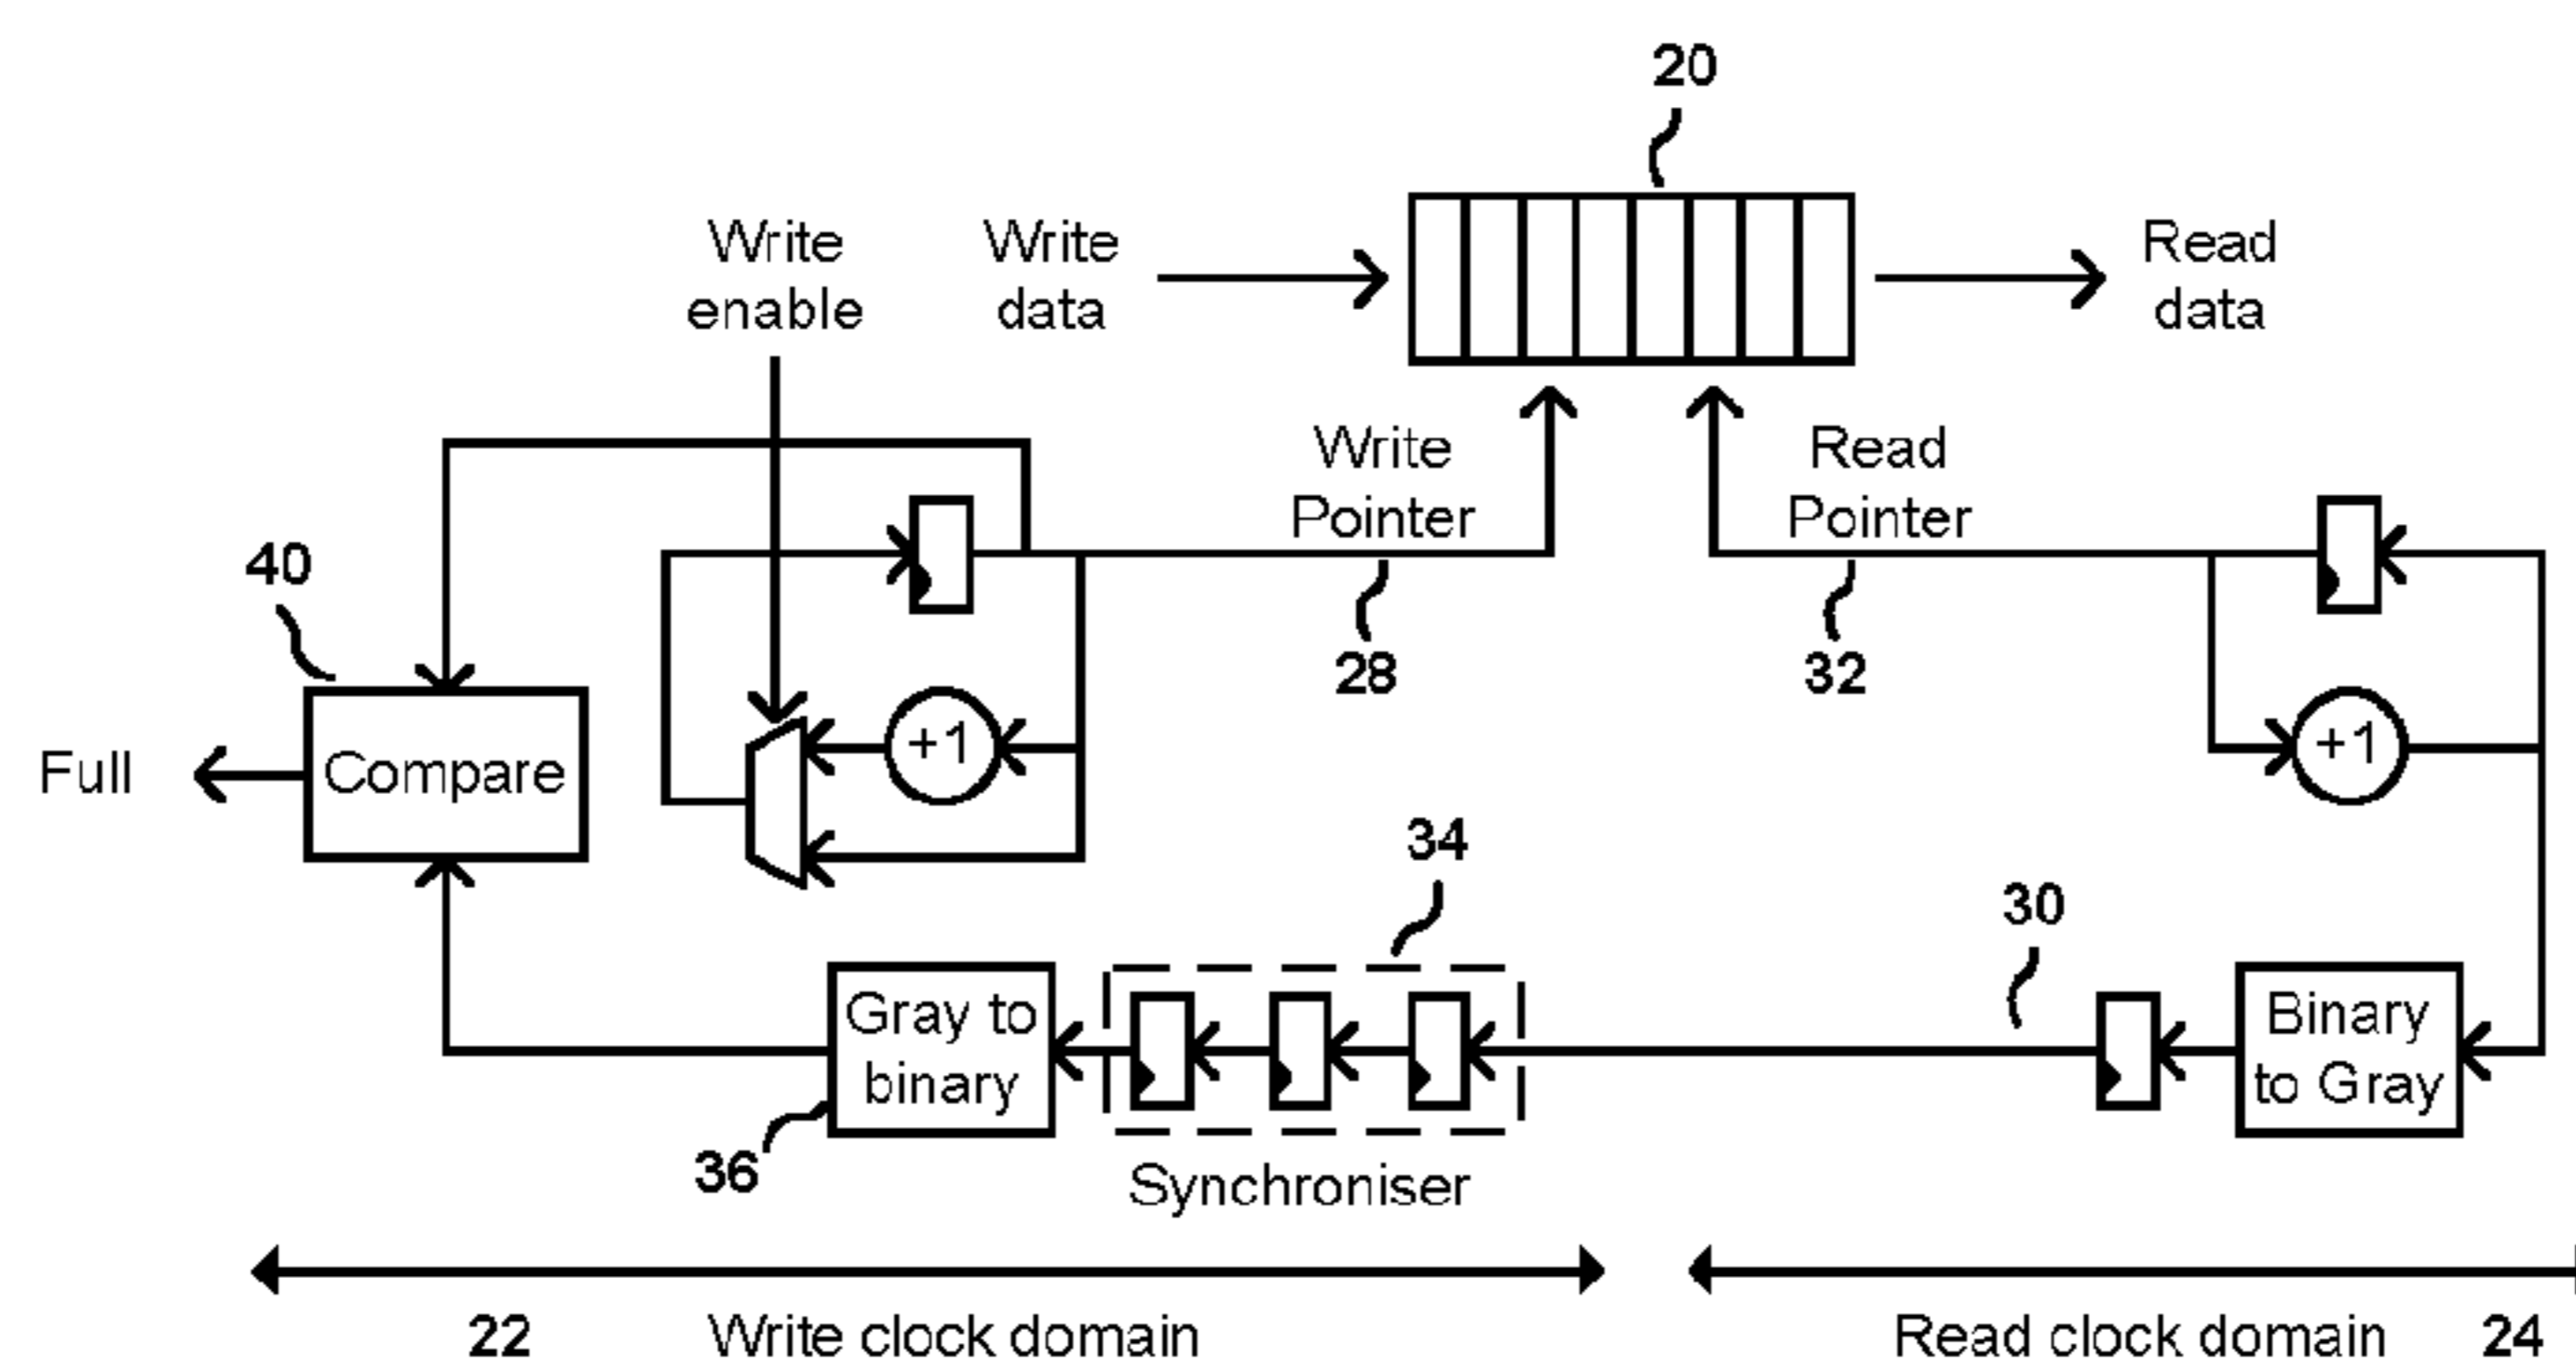 20
Write
enable
Write
data
Read
data
Write
Pointer
Read
Pointer
40
28
32
Full
Compare
+1
+1
34
30
Gray to
binary
Binary
to Gray
36
Synchroniser
22
Write clock domain
Read clock domain
24